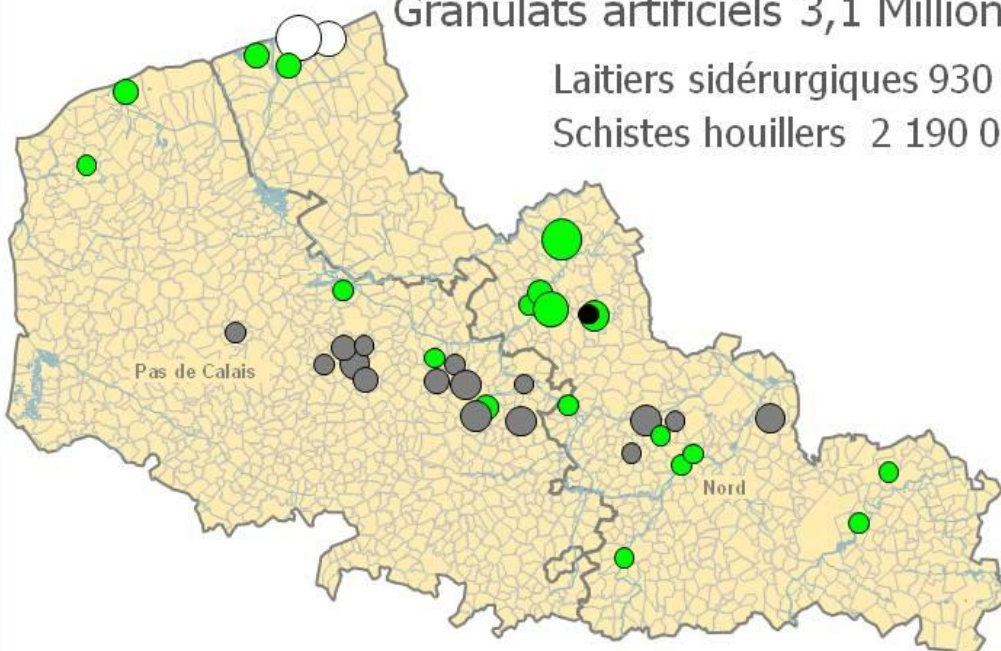 Granulats artificiels 3,1 Million
Laitiers sidérurgiques 930
Schistes houillers 2 190 0
Pas de Calais
Nord